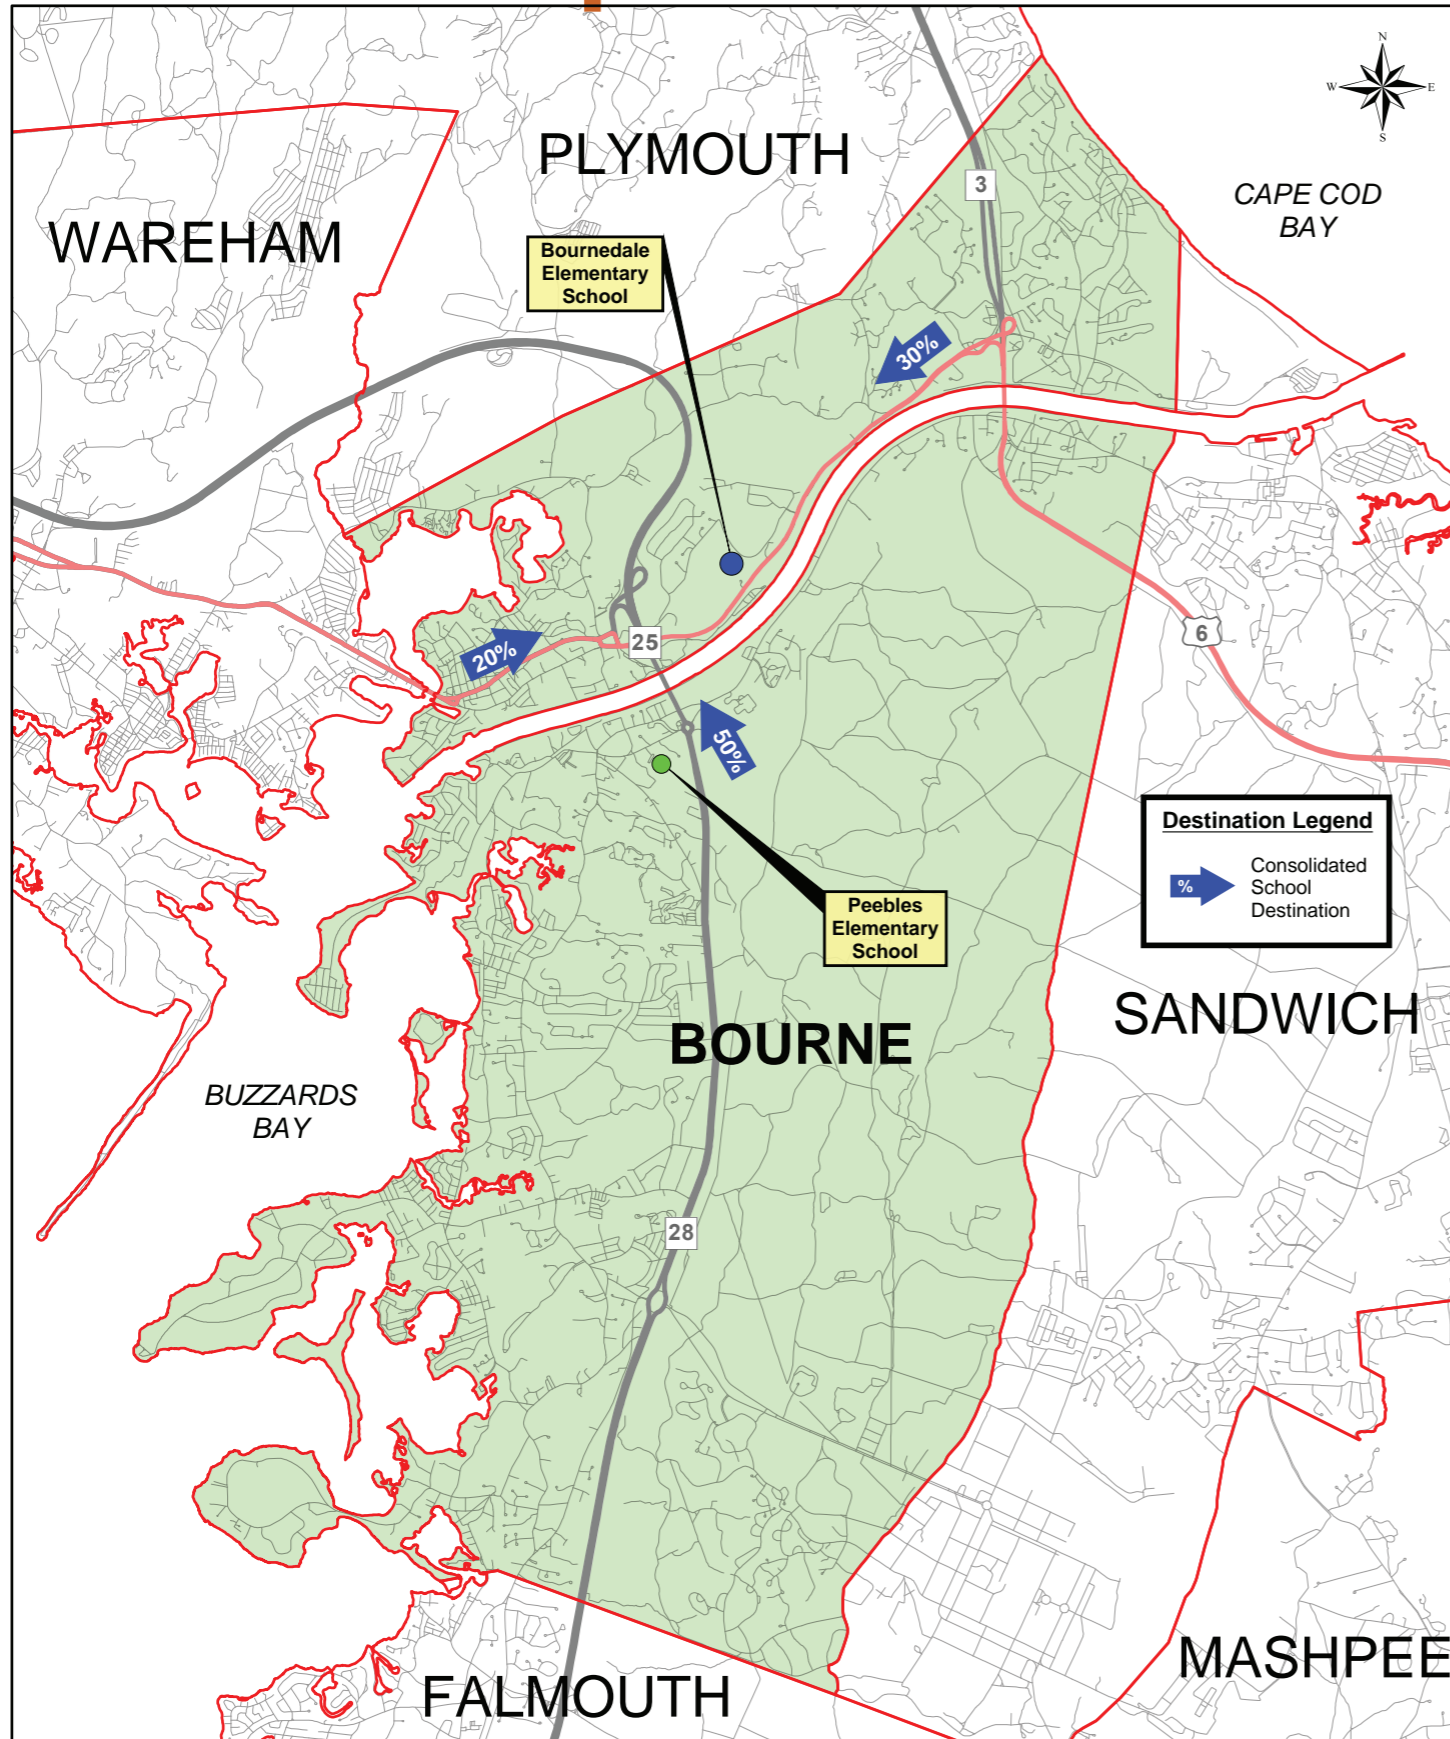 N
W
E
S
PLYMOUTH
3
CAPE COD
BAY
WAREHAM
Bournedale
Elementary
School
30%
25
20%
6
50%
Destination Legend
%
Consolidated
School
Destination
Peebles
Elementary
School
SANDWICH
BOURNE
BUZZARDS
BAY
28
MASHPEE
FALMOUTH